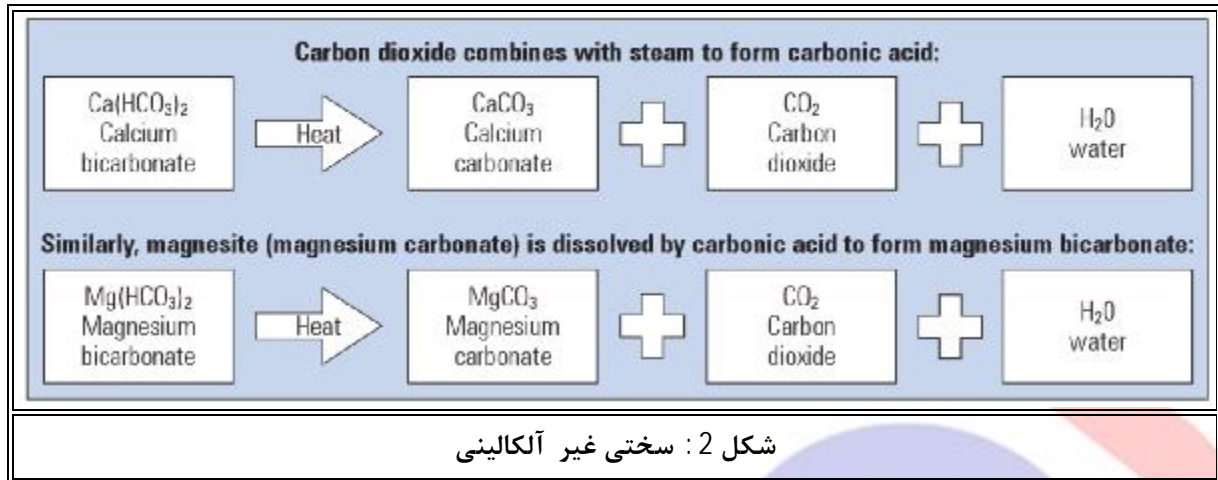 Carbon dioxide combines with steam to form carbonic acid:
Ca(HCO₃)₂
Calcium
bicarbonate
Heat
CaCO₃
Calcium
carbonate
CO₂
Carbon
dioxide
H₂O
water
Similarly, magnesite (magnesium carbonate) is dissolved by carbonic acid to form magnesium bicarbonate:
Mg(HCO₃)₂
Magnesium
bicarbonate
Heat
MgCO₃
Magnesium
carbonate
CO₂
Carbon
dioxide
H₂O
water
شکل 2 : سختی غیر آلکالینی